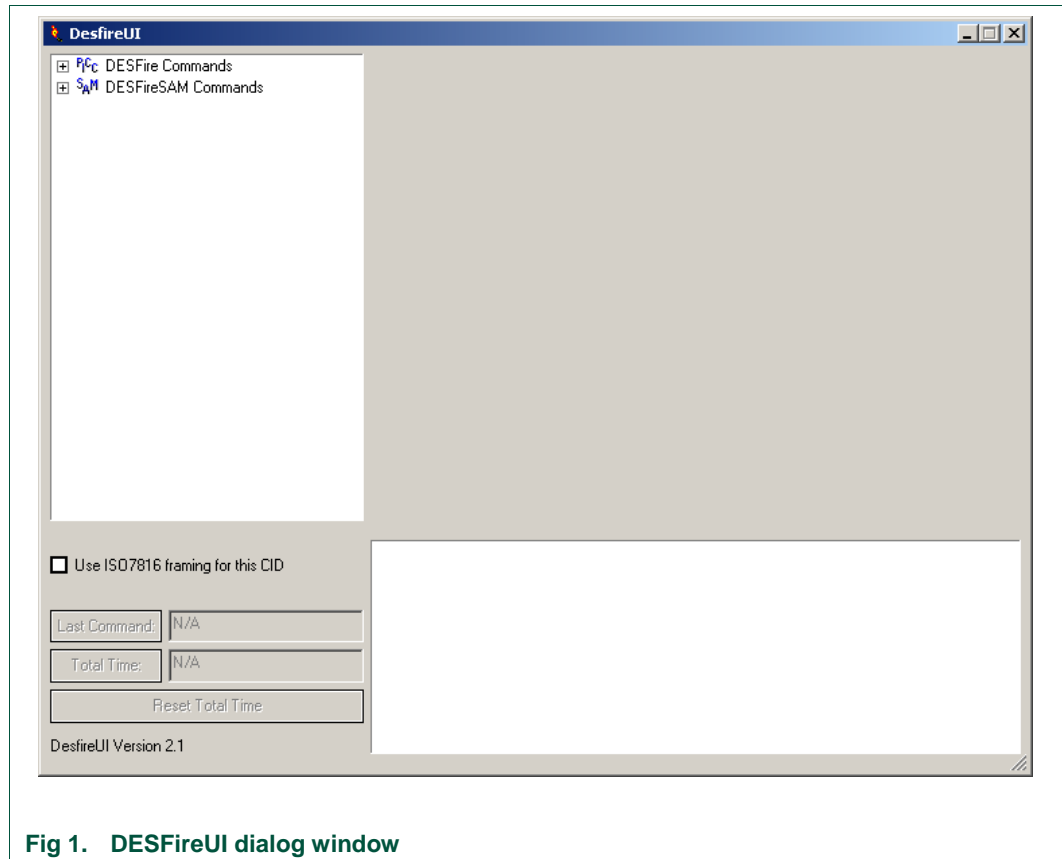 DesfireUI
PICC DESFire Commands
SAM DESFireSAM Commands
Use ISO7816 framing for this CID
Last Command: N/A
Total Time: N/A
Reset Total Time
DesfireUI Version 2.1
Fig 1. DESFireUI dialog window